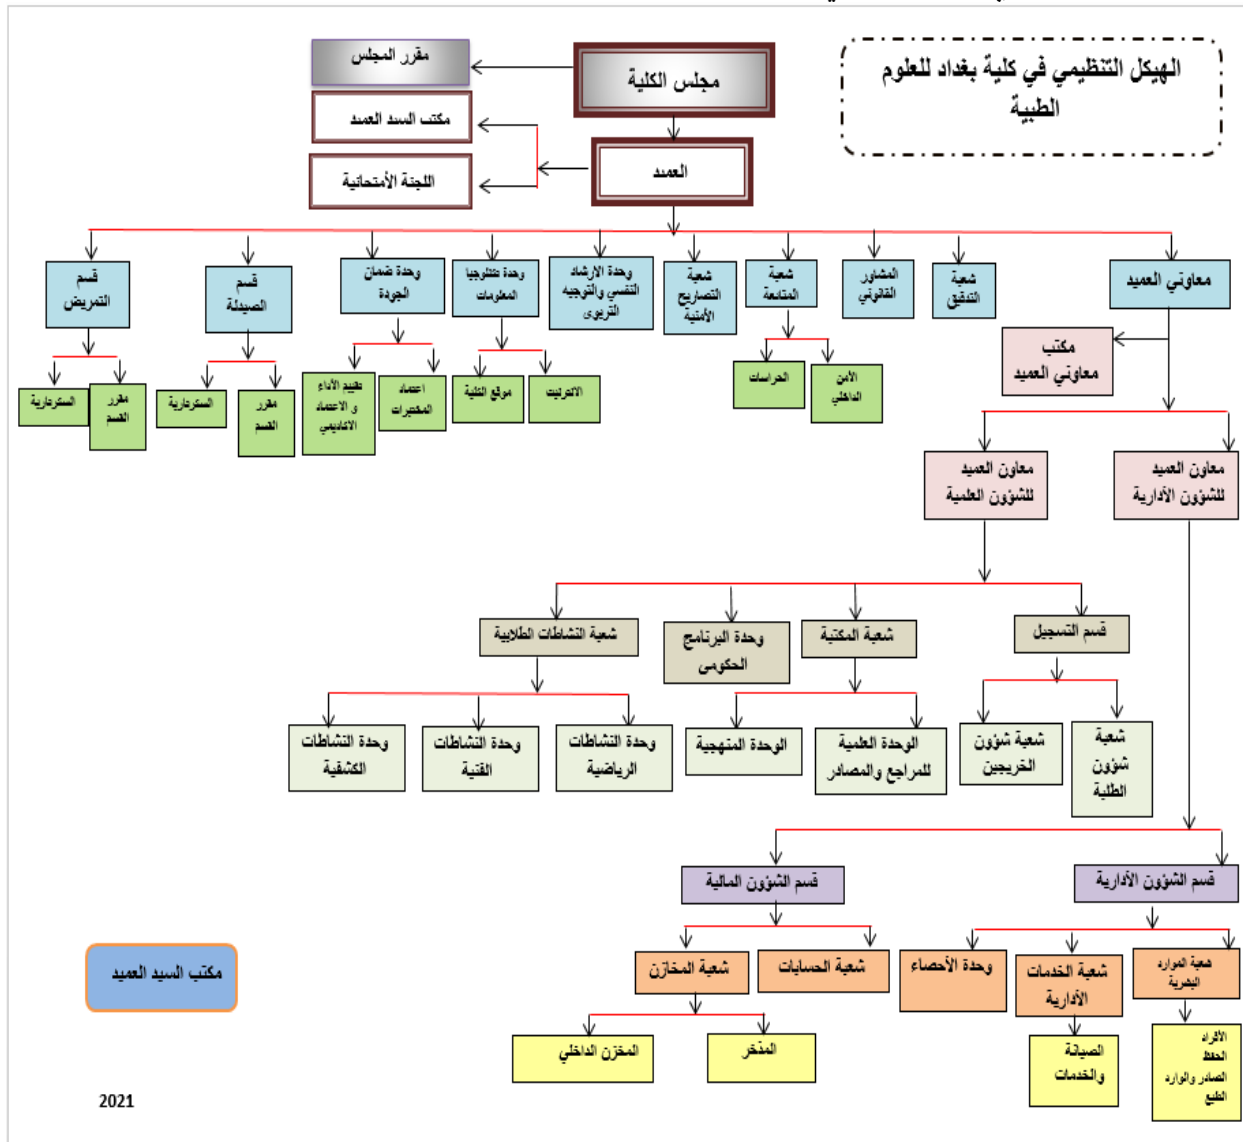 الهيكل التنظيمي في كلية بغداد للعلوم
الطبية
مجلس الكلية
مقرر المجلس
العميد
مكتب السيد العميد
اللجنة الأمتحانية
معاوني العميد
شعبة
التدقيق
المشاور
القانوني
شعبة
المتابعة
شعبة
التصاريح
الأمنية
وحدة الارشاد
النفسي والتوجيه
التربوي
وحدة تكنلوجيا
المعلومات
وحدة ضمان
الجودة
قسم
الصيدلة
قسم
التمريض
مكتب
معاوني العميد
الأمن
الداخلي
الحراسات
الانترنيت
موقع الكلية
اعتماد
المختبرات
تقييم الأداء
و الاعتماد
الاكاديمي
مقرر
القسم
السكرتارية
مقرر
القسم
السكرتارية
معاون العميد
للشؤون الأدارية
معاون العميد
للشؤون العلمية
قسم التسجيل
شعبة المكتبة
وحدة البرنامج
الحكومي
شعبة النشاطات الطلابية
شعبة
شؤون
الطلبة
شعبة شؤون
الخريجين
الوحدة العلمية
للمراجع والمصادر
الوحدة المنهجية
وحدة النشاطات
الرياضية
وحدة النشاطات
الفنية
وحدة النشاطات
الكشفية
قسم الشؤون الأدارية
قسم الشؤون المالية
شعبة الموارد
البشرية
شعبة الخدمات
الأدارية
وحدة الأحصاء
شعبة الحسابات
شعبة المخازن
الأفراد
الحفظ
الصادر والوارد
الطبع
الصيانة
والخدمات
المذخر
المخزن الداخلي
مكتب السيد العميد
2021